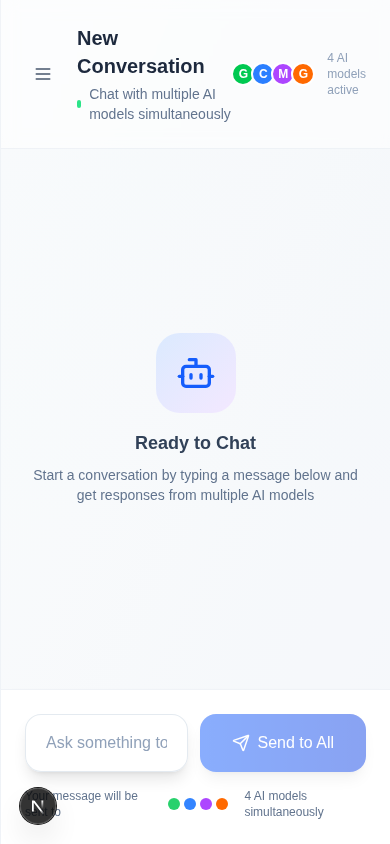 New
Conversation
Chat with multiple AI
models simultaneously
G C M G
4 AI
models
active
Ready to Chat
Start a conversation by typing a message below and
get responses from multiple AI models
Ask something to
Send to All
Your message will be
sent to
N
4 AI models
simultaneously